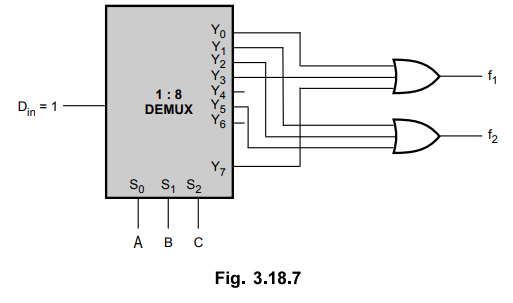 Y0
Y1
Y2
Y3
Y4
Y5
Y6
Y7
1 : 8
DEMUX
Din = 1
f1
f2
S0 S1 S2
A B C
Fig. 3.18.7